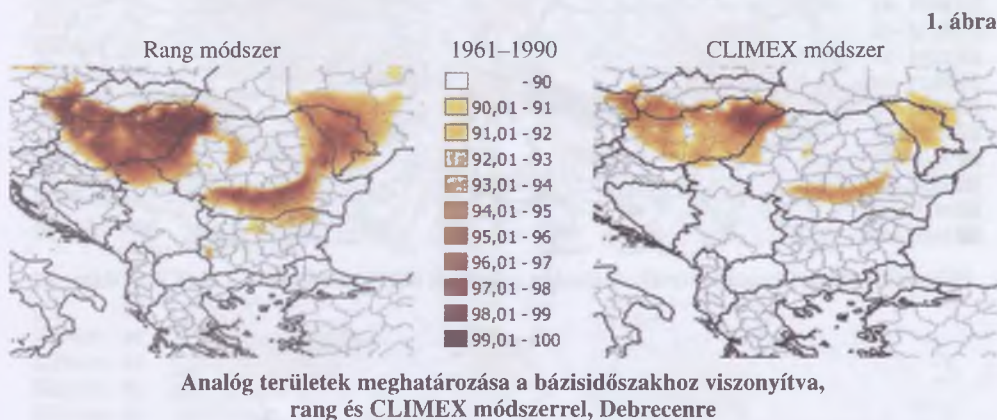 1. ábra
Rang módszer
1961–1990
CLIMEX módszer
- 90
90,01 - 91
91,01 - 92
92,01 - 93
93,01 - 94
94,01 - 95
95,01 - 96
96,01 - 97
97,01 - 98
98,01 - 99
99,01 - 100
Analóg területek meghatározása a bázisidőszakhoz viszonyítva,
rang és CLIMEX módszerrel, Debrecenre